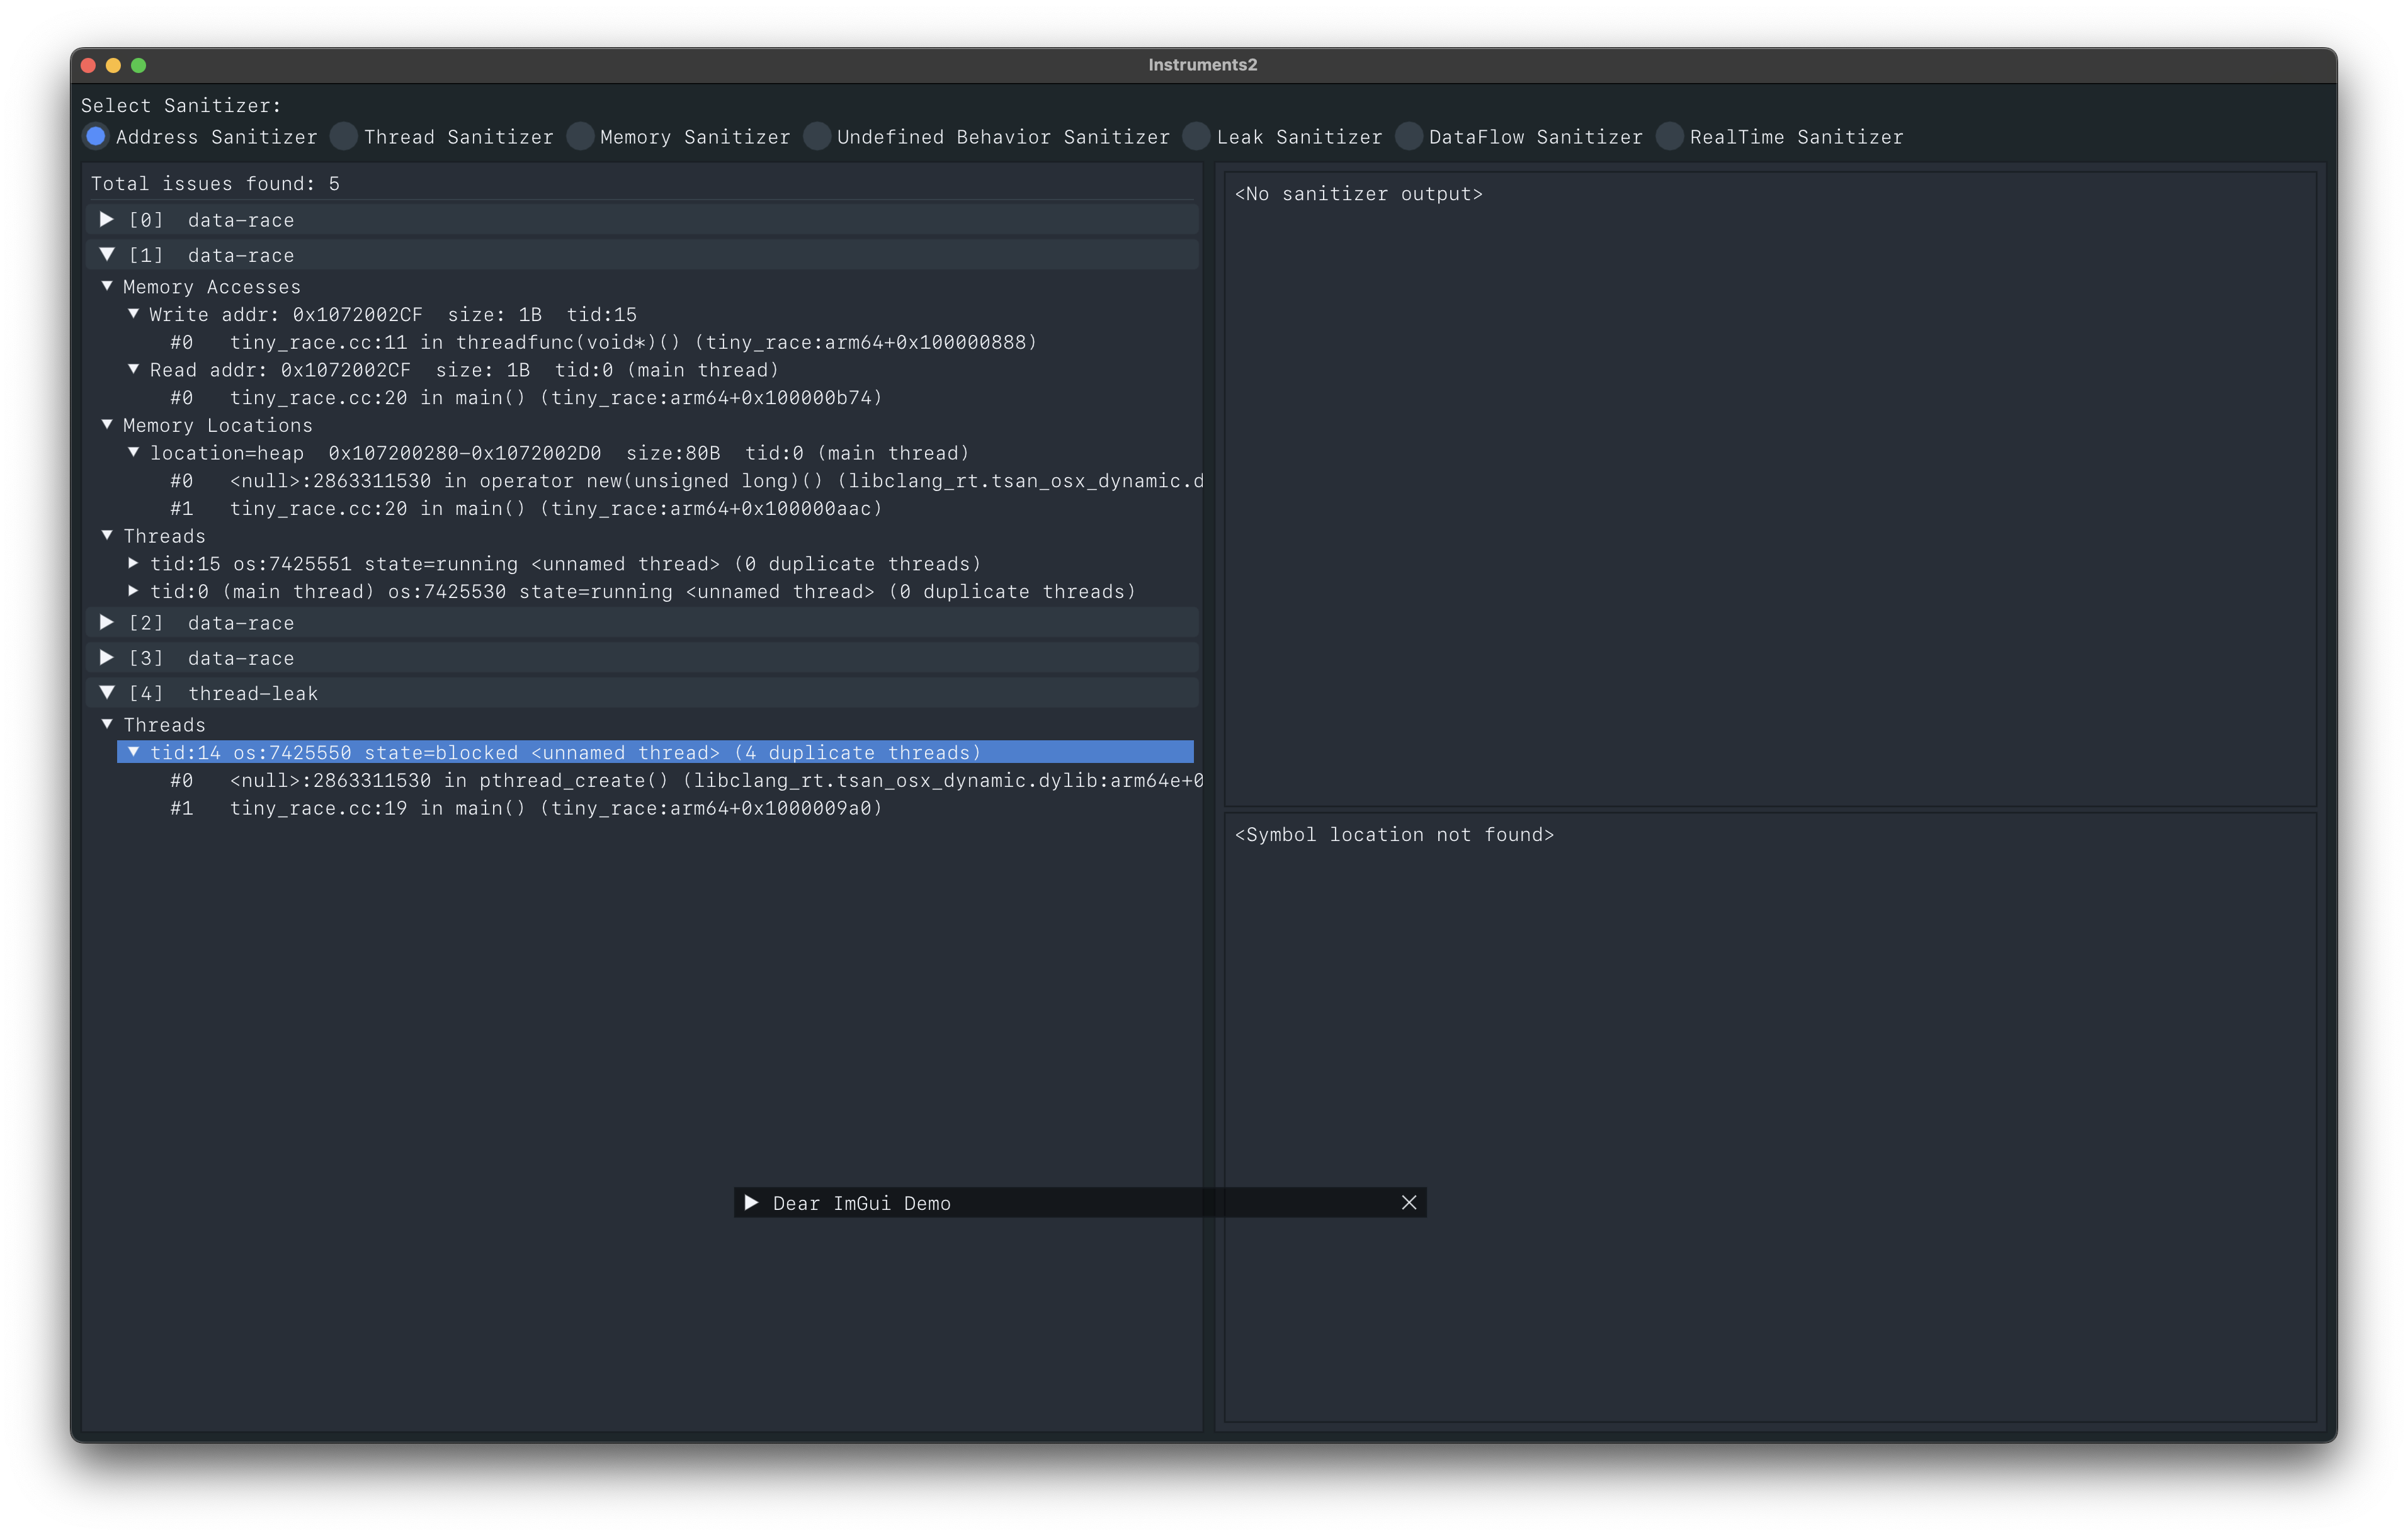 Instruments2
Select Sanitizer:
Address Sanitizer Thread Sanitizer Memory Sanitizer Undefined Behavior Sanitizer Leak Sanitizer DataFlow Sanitizer RealTime Sanitizer
Total issues found: 5
[0] data-race
[1] data-race
Memory Accesses
Write addr: 0x1072002CF size: 1B tid:15
#0 tiny_race.cc:11 in threadfunc(void*)() (tiny_race:arm64+0x100000888)
Read addr: 0x1072002CF size: 1B tid:0 (main thread)
#0 tiny_race.cc:20 in main() (tiny_race:arm64+0x100000b74)
Memory Locations
location=heap 0x107200280-0x1072002D0 size:80B tid:0 (main thread)
#0 <null>:2863311530 in operator new(unsigned long)() (libclang_rt.tsan_osx_dynamic.d
#1 tiny_race.cc:20 in main() (tiny_race:arm64+0x100000aac)
Threads
tid:15 os:7425551 state=running <unnamed thread> (0 duplicate threads)
tid:0 (main thread) os:7425530 state=running <unnamed thread> (0 duplicate threads)
[2] data-race
[3] data-race
[4] thread-leak
Threads
tid:14 os:7425550 state=blocked <unnamed thread> (4 duplicate threads)
#0 <null>:2863311530 in pthread_create() (libclang_rt.tsan_osx_dynamic.dylib:arm64e+0
#1 tiny_race.cc:19 in main() (tiny_race:arm64+0x1000009a0)
<No sanitizer output>
<Symbol location not found>
Dear ImGui Demo